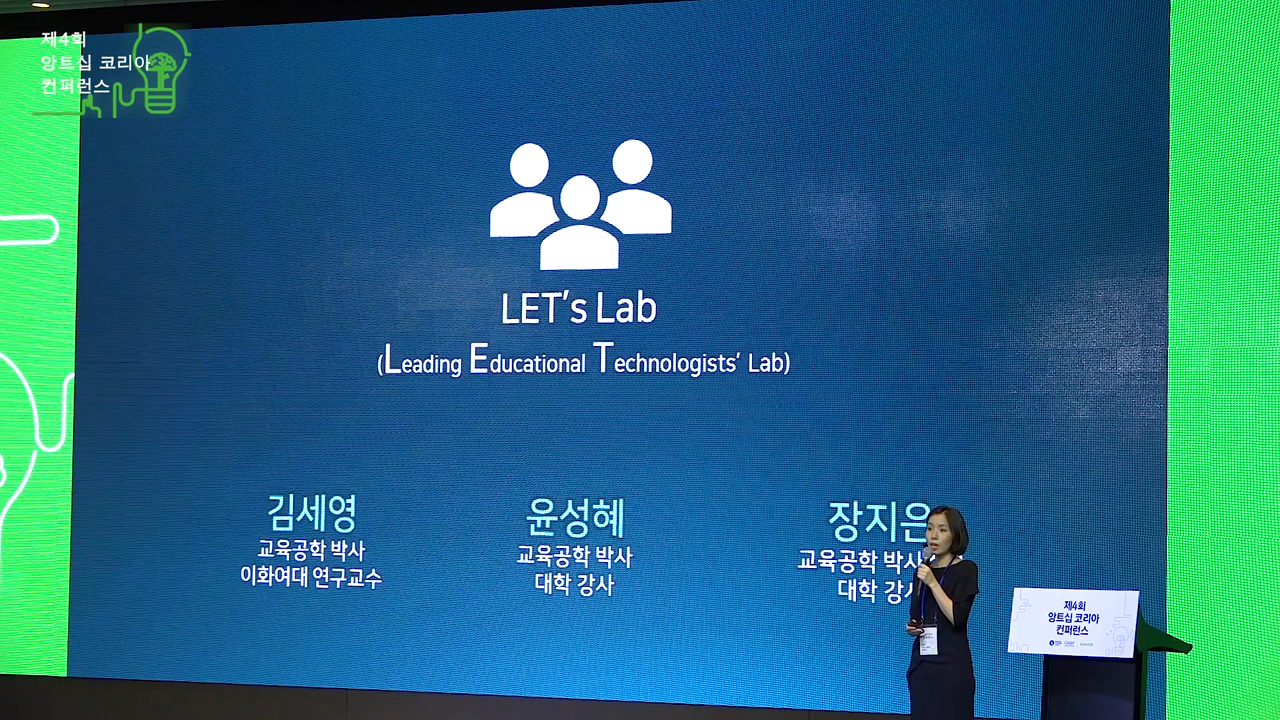 제4회
앙트십 코리아
컨퍼런스
LET's Lab
(Leading Educational Technologists' Lab)
김세영
교육공학 박사
이화여대 연구교수
윤성혜
교육공학 박사
대학 강사
장지은
교육공학 박사
대학 강사
제4회
앙트십 코리아
컨퍼런스